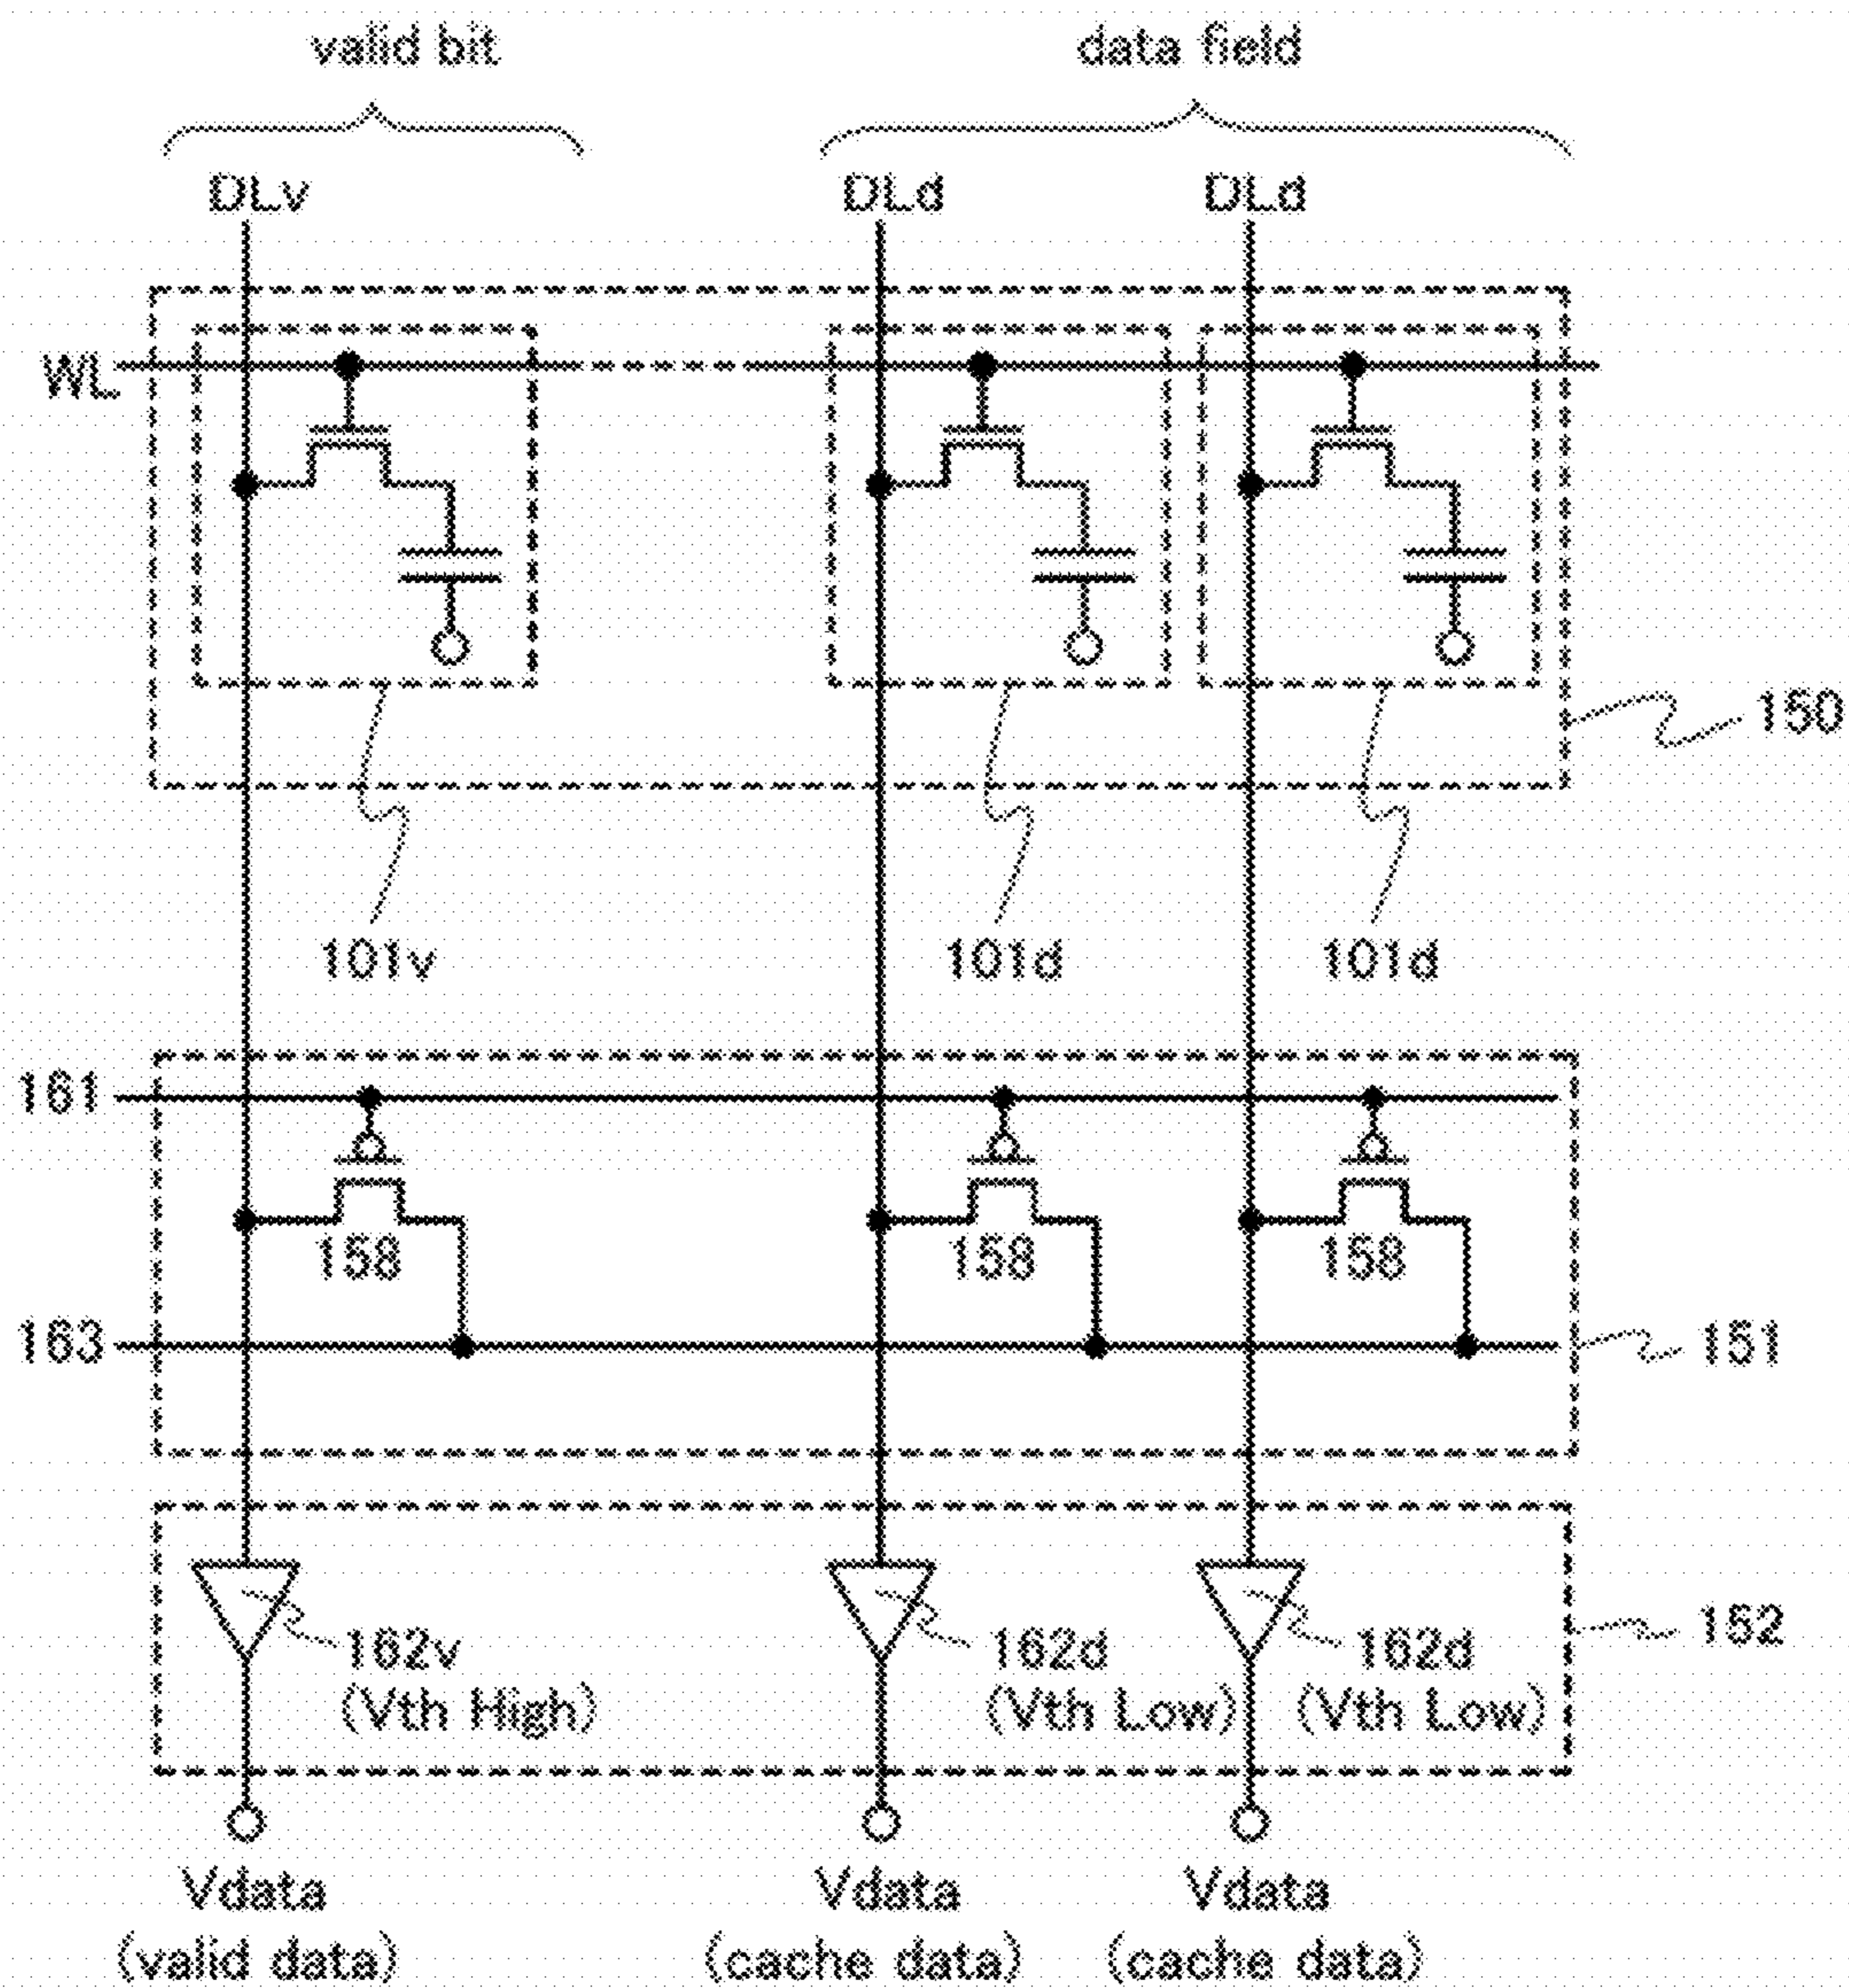 valid bit
data field
DLv
DLd
DLd
WL
150
101v
101d
101d
161
158
158
158
163
151
162v
(Vth High)
162d
(Vth Low)
162d
(Vth Low)
152
Vdata
(valid data)
Vdata
(cache data)
Vdata
(cache data)